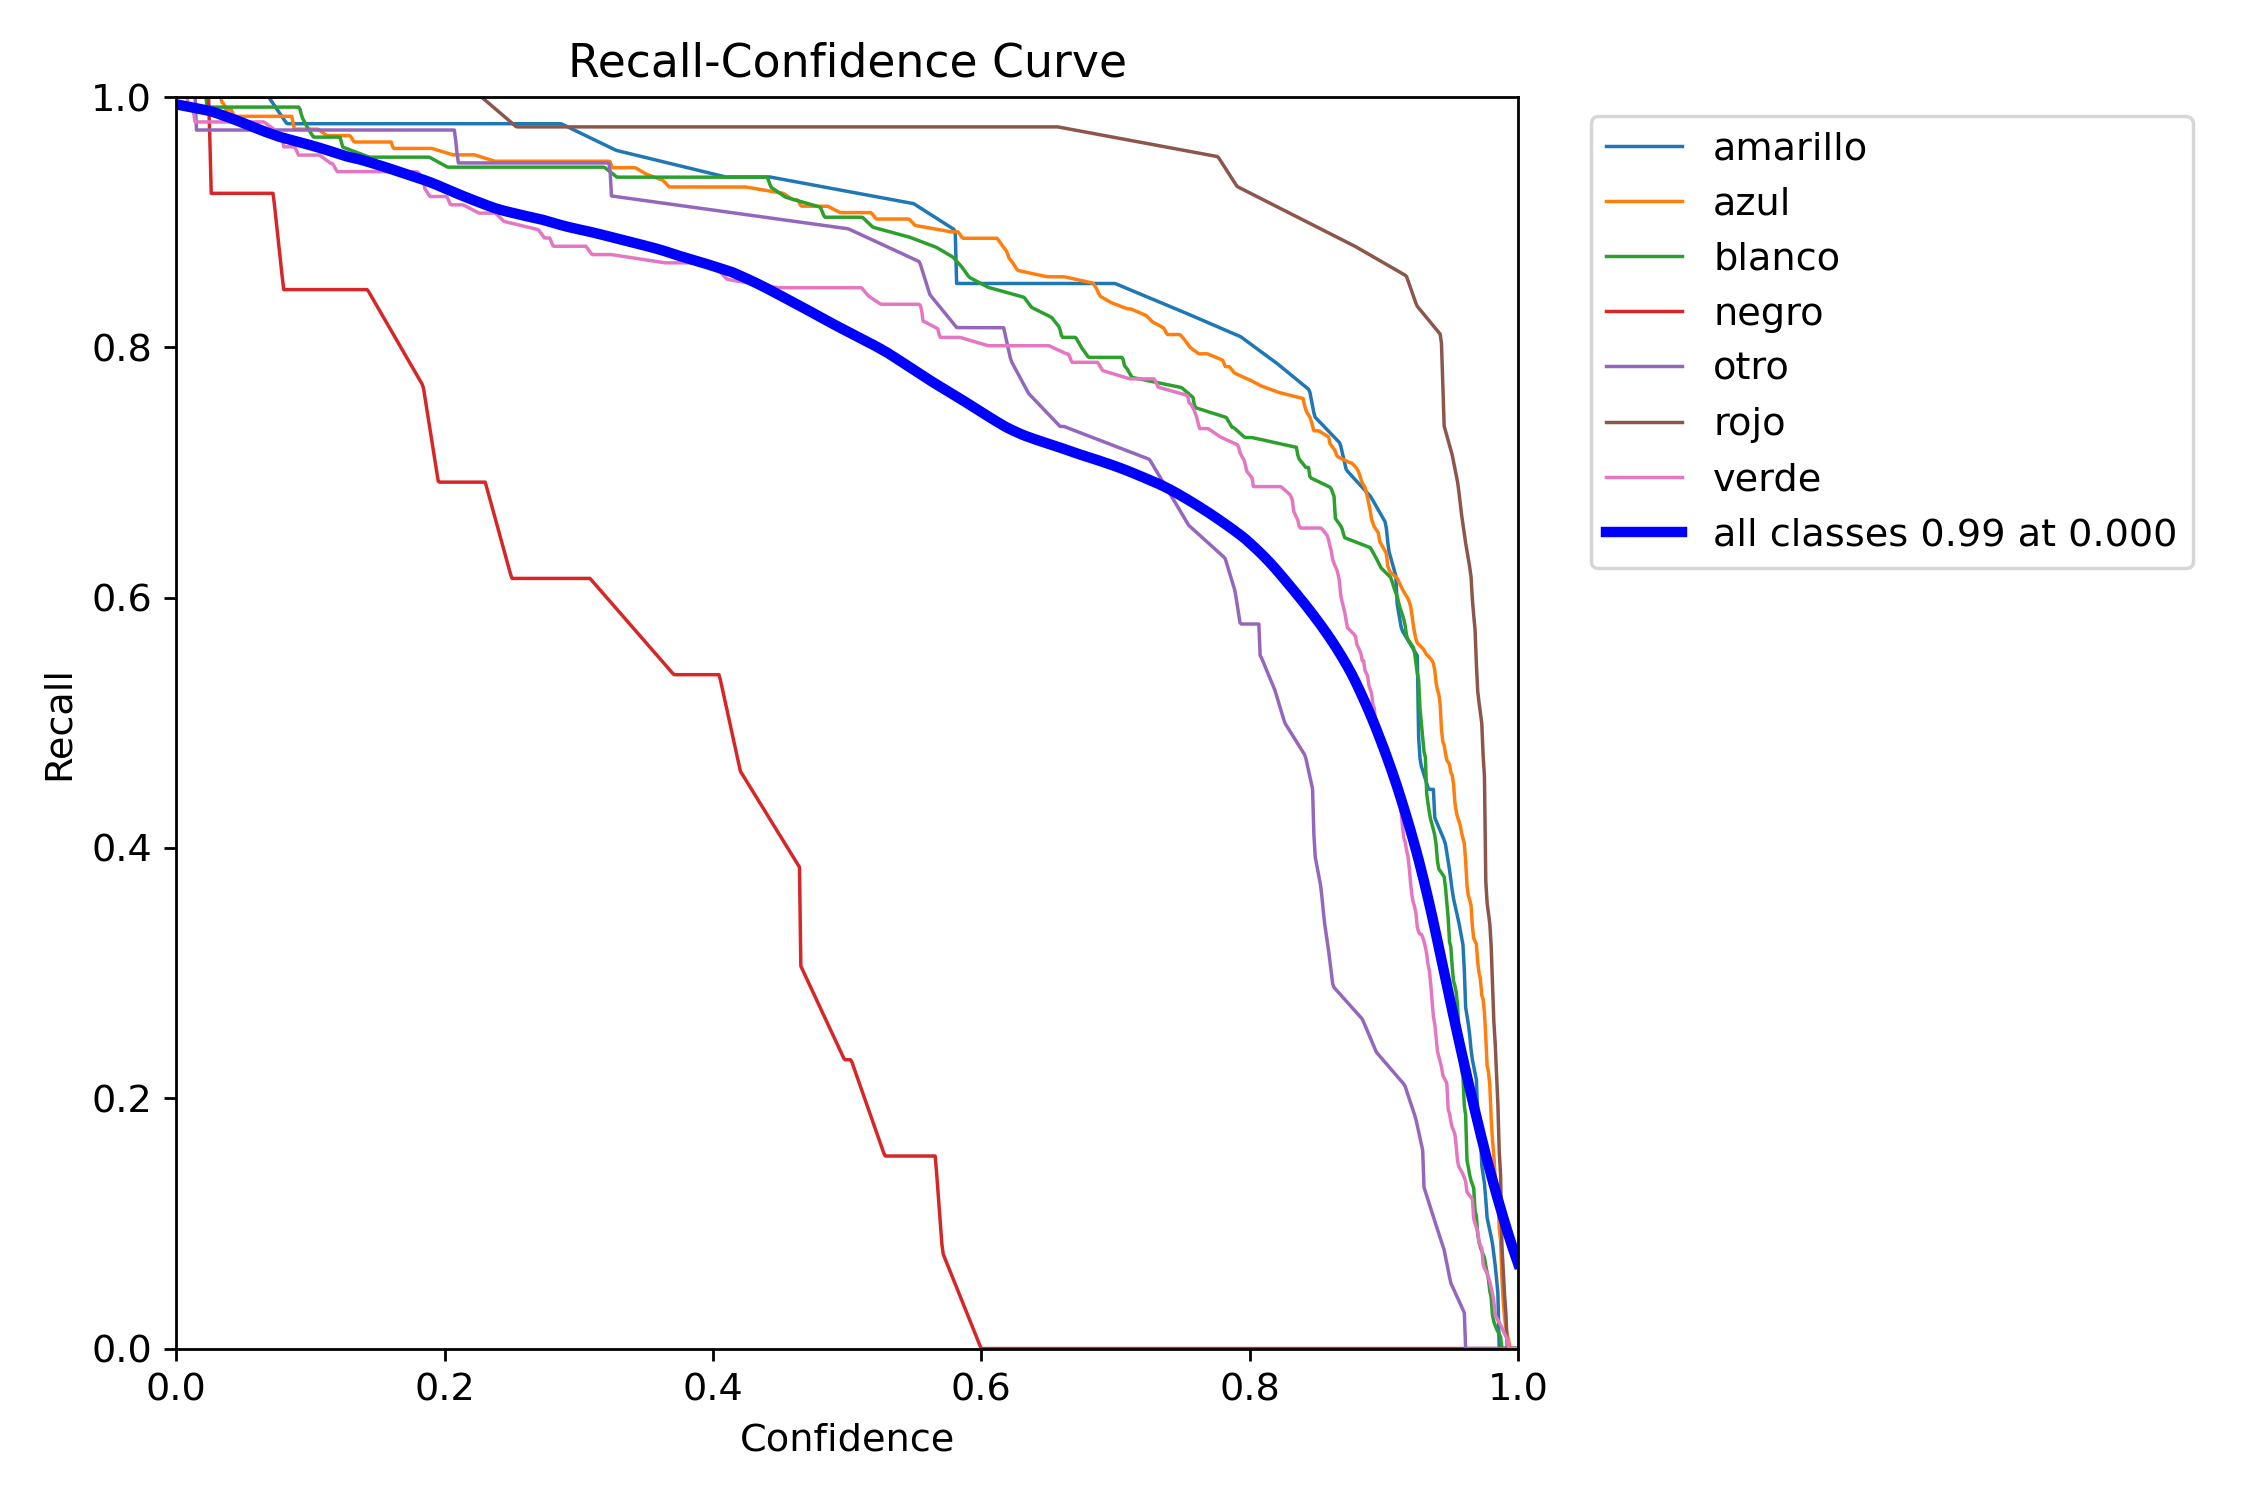 Recall-Confidence Curve
1.0
0.8
0.6
0.4
0.2
0.0
Recall
0.0 0.2 0.4 0.6 0.8 1.0
Confidence
amarillo
azul
blanco
negro
otro
rojo
verde
all classes 0.99 at 0.000